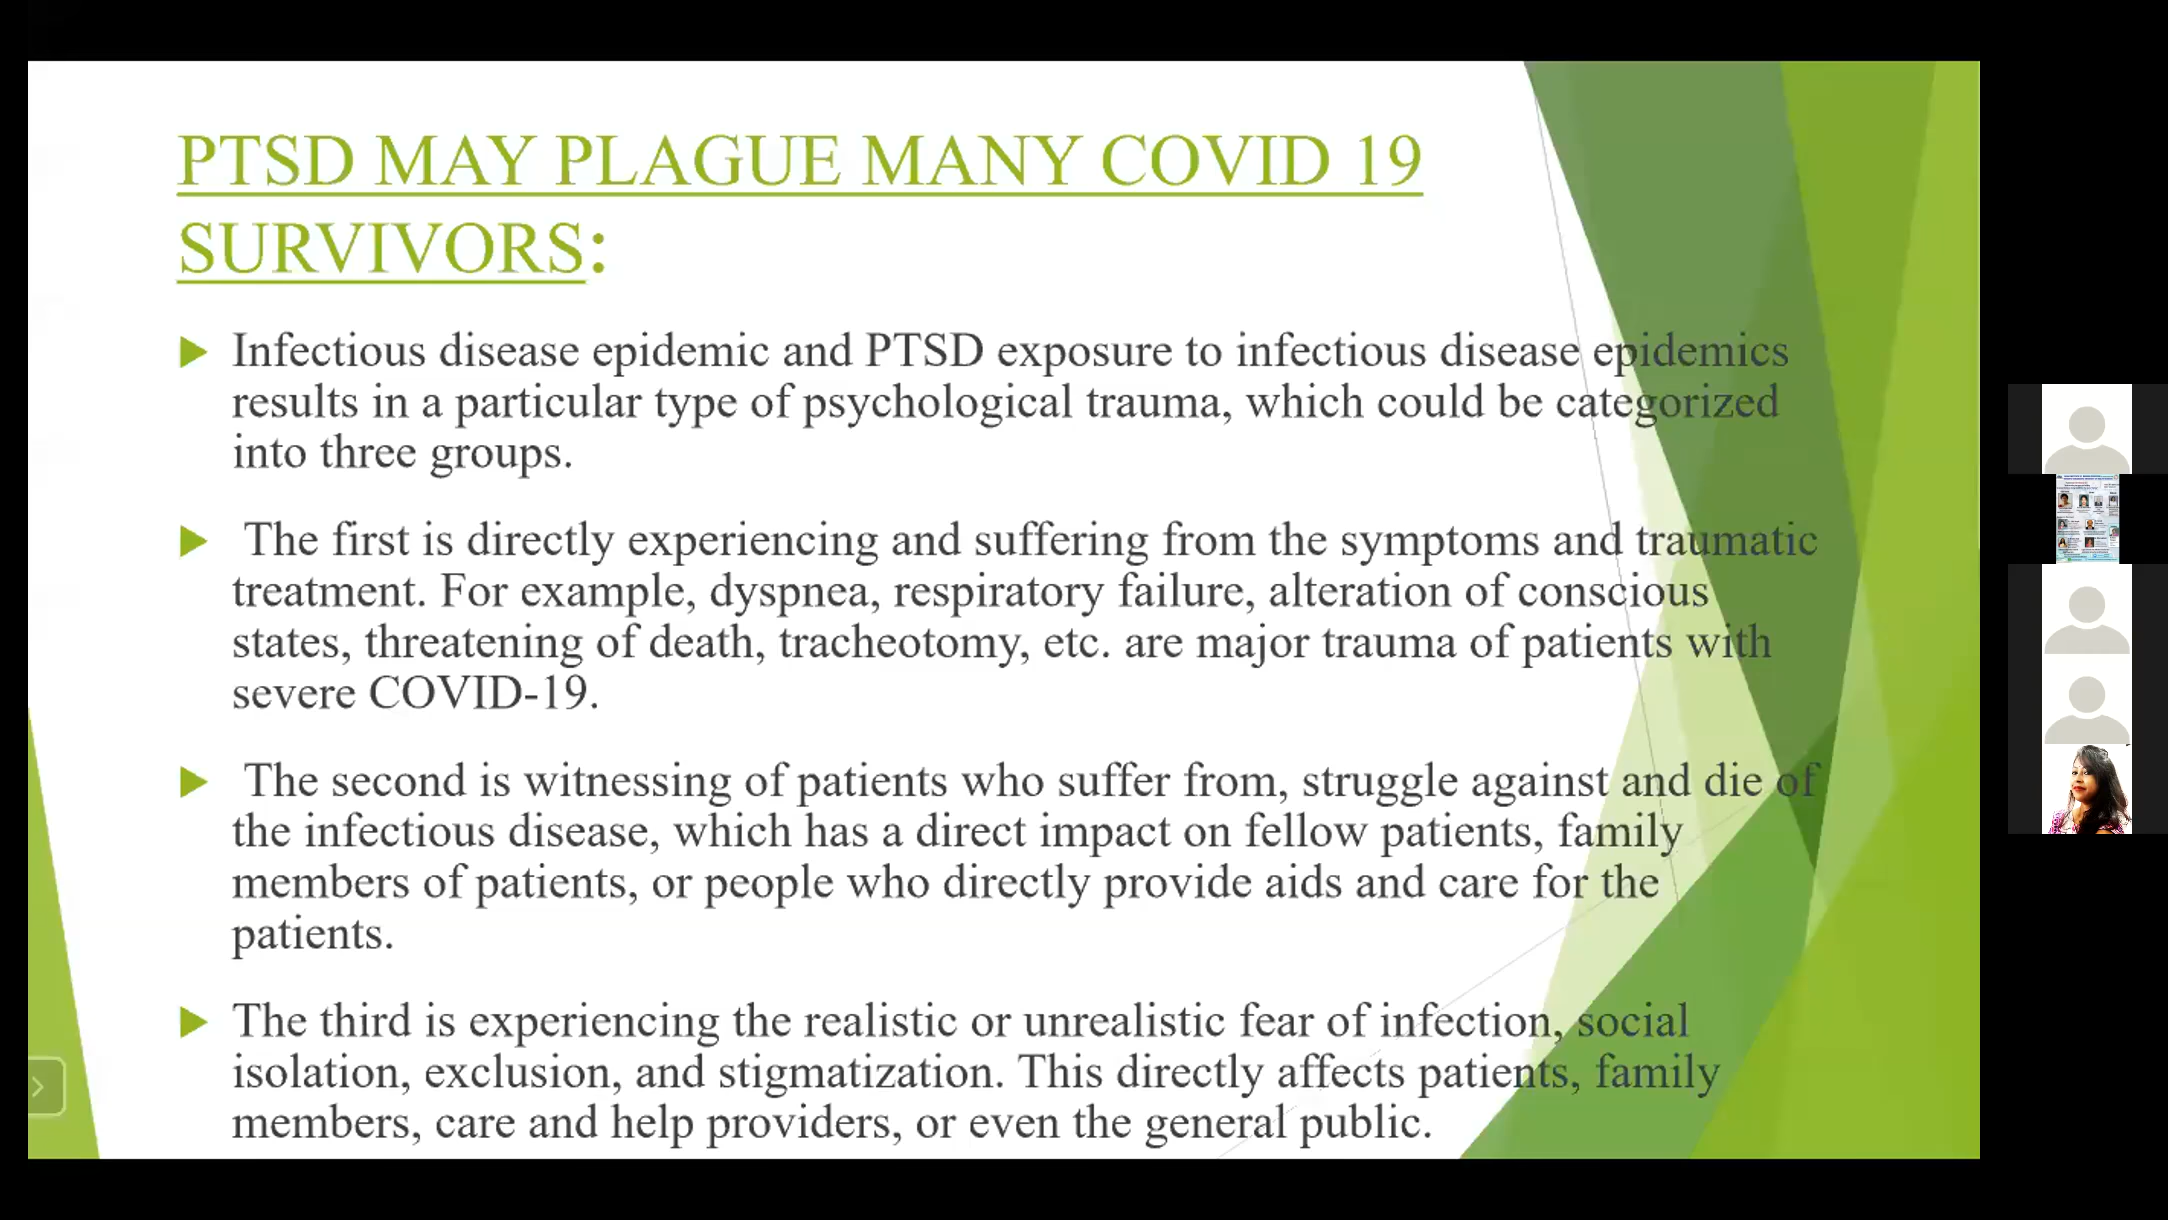 PTSD MAY PLAGUE MANY COVID 19
SURVIVORS:
Infectious disease epidemic and PTSD exposure to infectious disease epidemics
results in a particular type of psychological trauma, which could be categorized
into three groups.
The first is directly experiencing and suffering from the symptoms and traumatic
treatment. For example, dyspnea, respiratory failure, alteration of conscious
states, threatening of death, tracheotomy, etc. are major trauma of patients with
severe COVID-19.
The second is witnessing of patients who suffer from, struggle against and die of
the infectious disease, which has a direct impact on fellow patients, family
members of patients, or people who directly provide aids and care for the
patients.
The third is experiencing the realistic or unrealistic fear of infection, social
isolation, exclusion, and stigmatization. This directly affects patients, family
members, care and help providers, or even the general public.